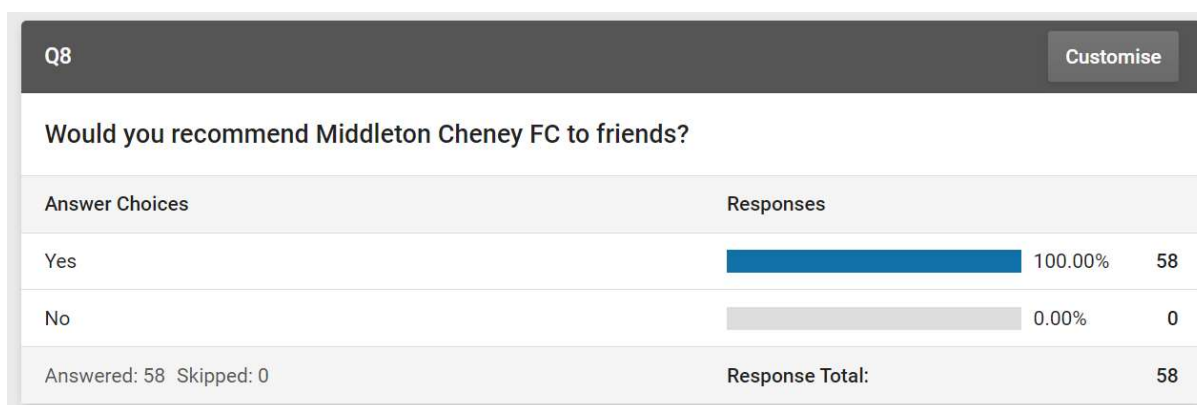 Q8 Customise
Would you recommend Middleton Cheney FC to friends?
Answer Choices Responses
Yes 100.00% 58
No 0.00% 0
Answered: 58 Skipped: 0 Response Total: 58